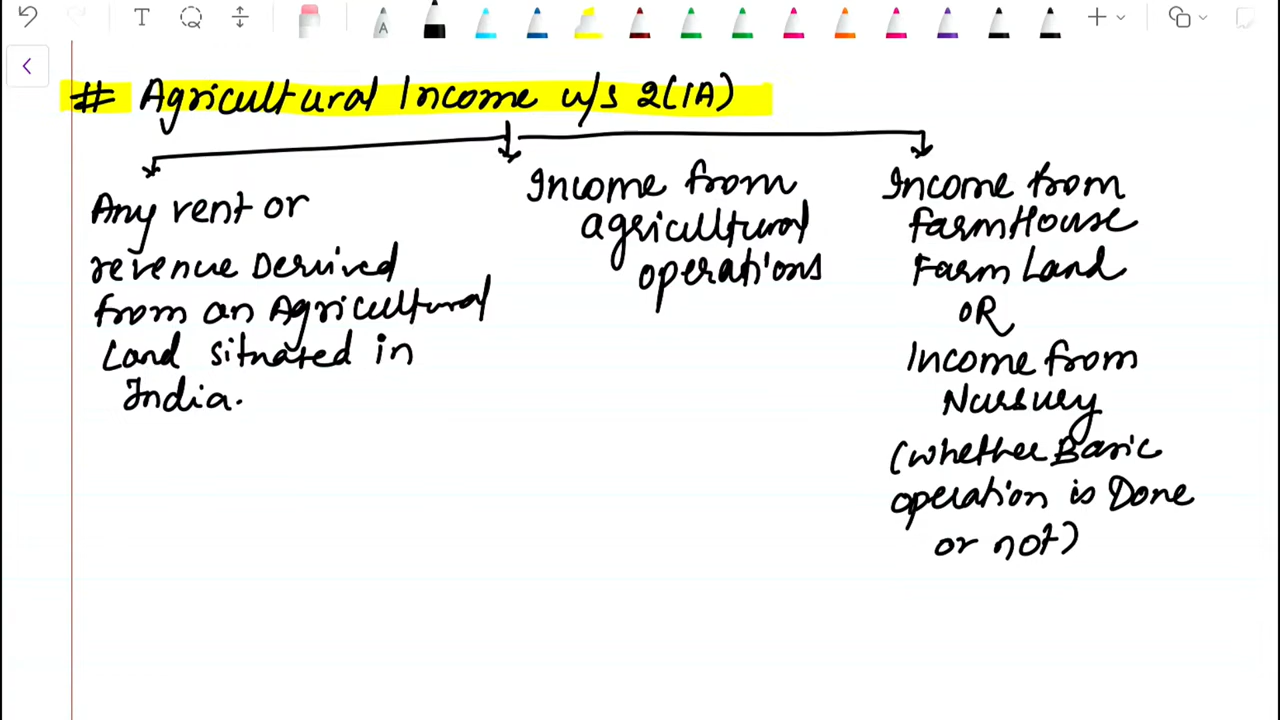 # Agricultural Income u/s 2(1A)
Any rent or
revenue Derived
from an Agricultural
Land situated in
India.
Income from
agricultural
operations
Income from
FarmHouse
Farm Land
OR
Income from
Nursury
(whether Basic
operation is Done
or not)